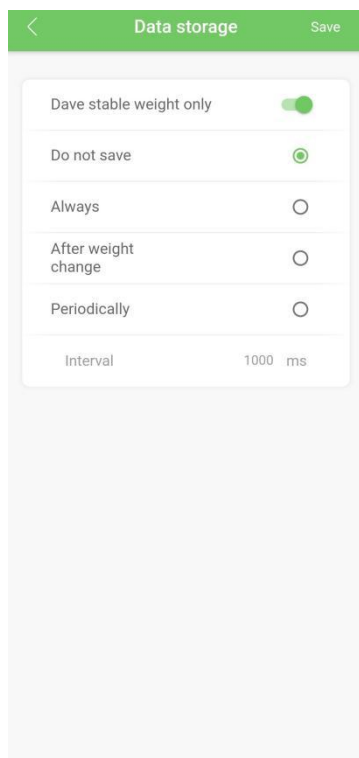 Data storage Save
Dave stable weight only
Do not save
Always
After weight
change
Periodically
Interval 1000 ms